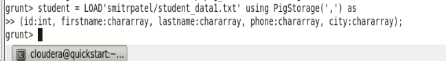 grunt> student = LOAD'smitrpatel/student_data1.txt' using PigStorage(',') as
>> (id:int, firstname:chararray, lastname:chararray, phone:chararray, city:chararray);
grunt>
cloudera@quickstart:~...